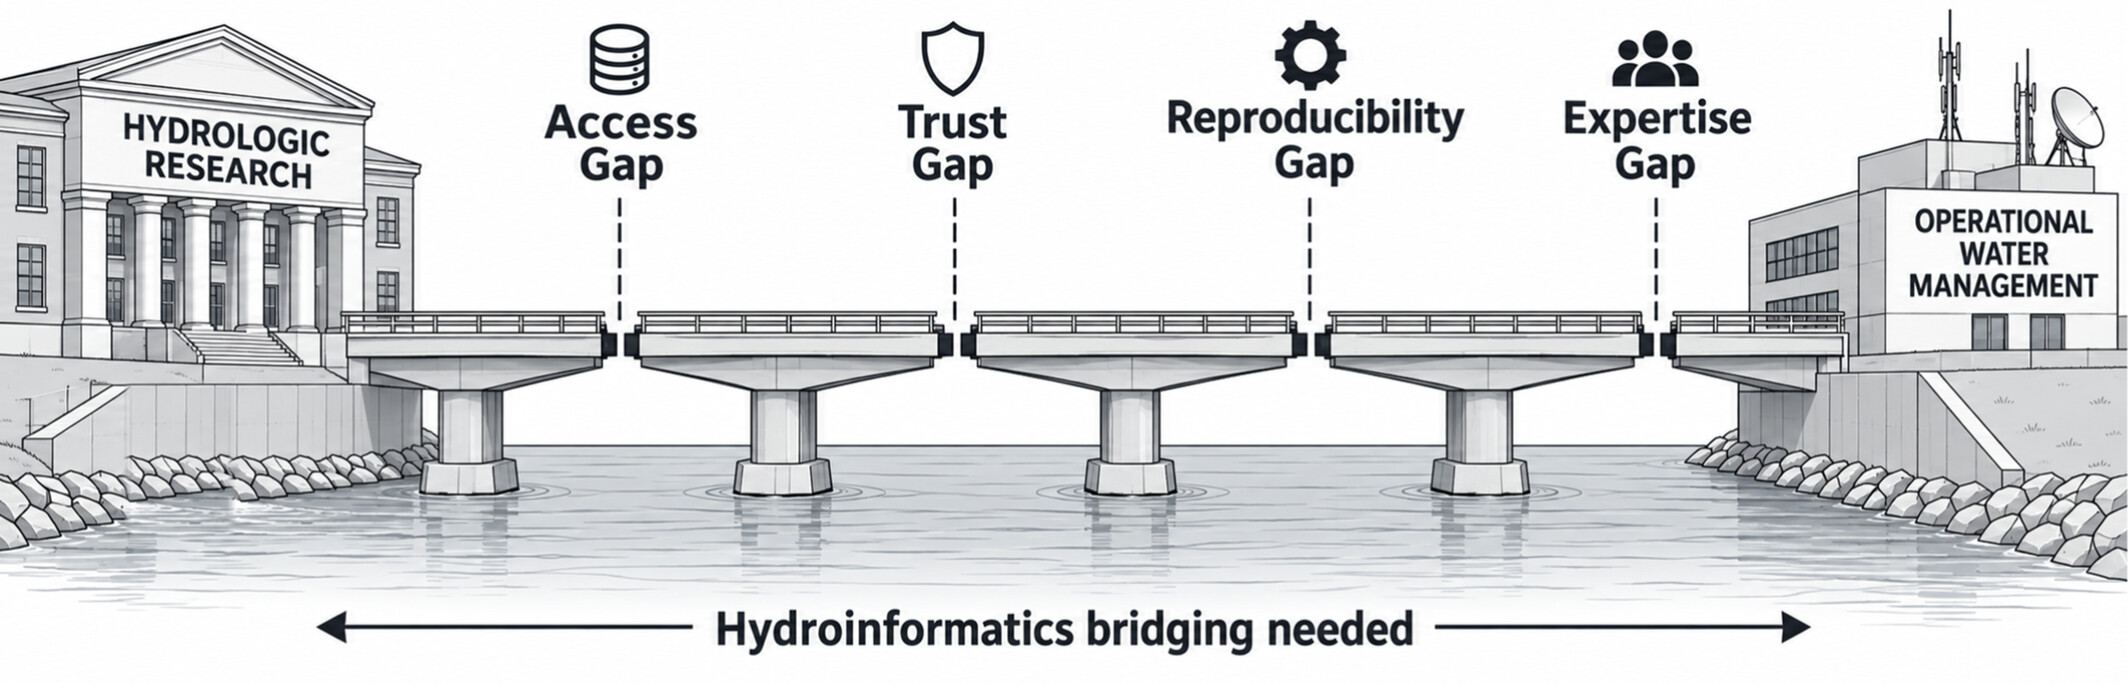 HYDROLOGIC
RESEARCH
Access
Gap
Trust
Gap
Reproducibility
Gap
Expertise
Gap
OPERATIONAL
WATER
MANAGEMENT
Hydroinformatics bridging needed